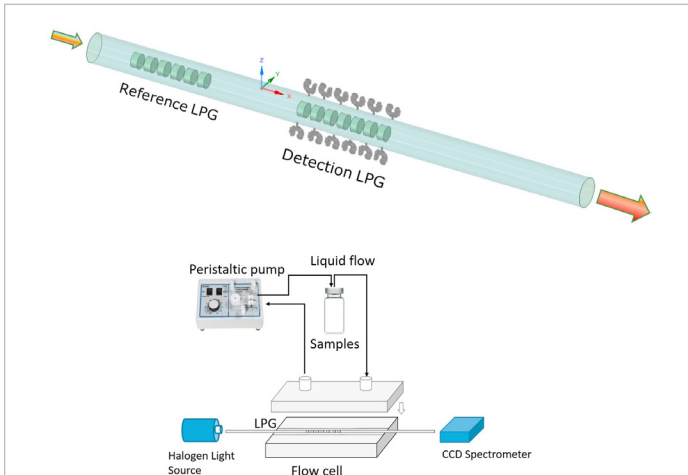 Z
Y
X
Reference LPG
Detection LPG
Liquid flow
Peristaltic pump
Samples
LPG
Halogen Light
Source
CCD Spectrometer
Flow cell